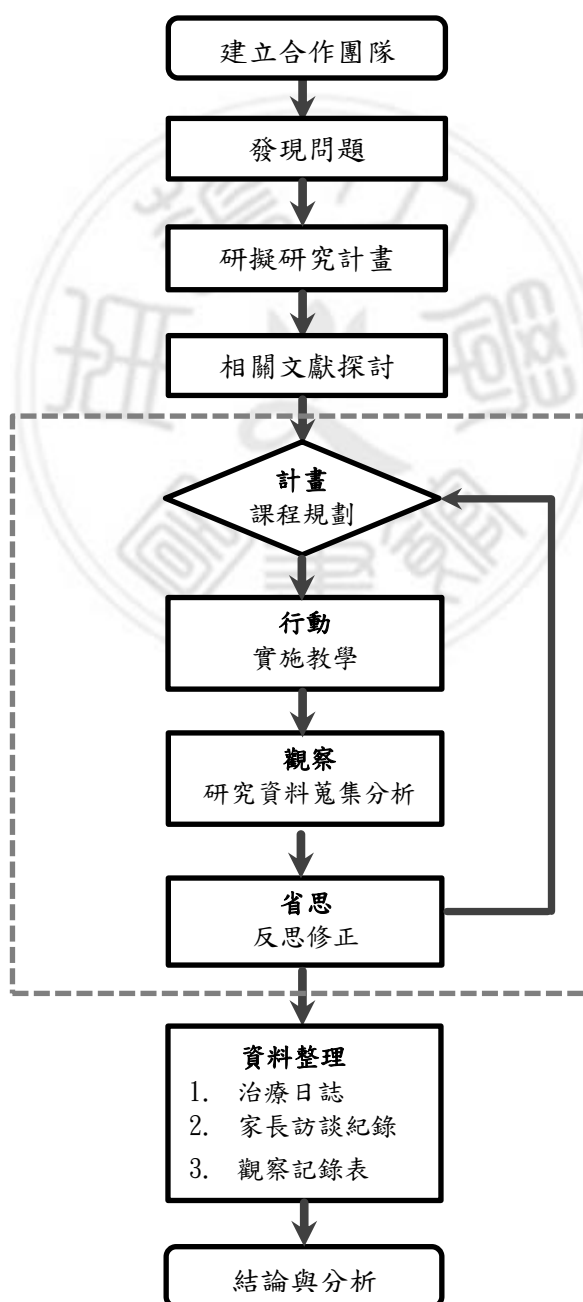 建立合作團隊
發現問題
研擬研究計畫
相關文獻探討
計畫
課程規劃
行動
實施教學
觀察
研究資料蒐集分析
省思
反思修正
資料整理
1. 治療日誌
2. 家長訪談紀錄
3. 觀察記錄表
結論與分析